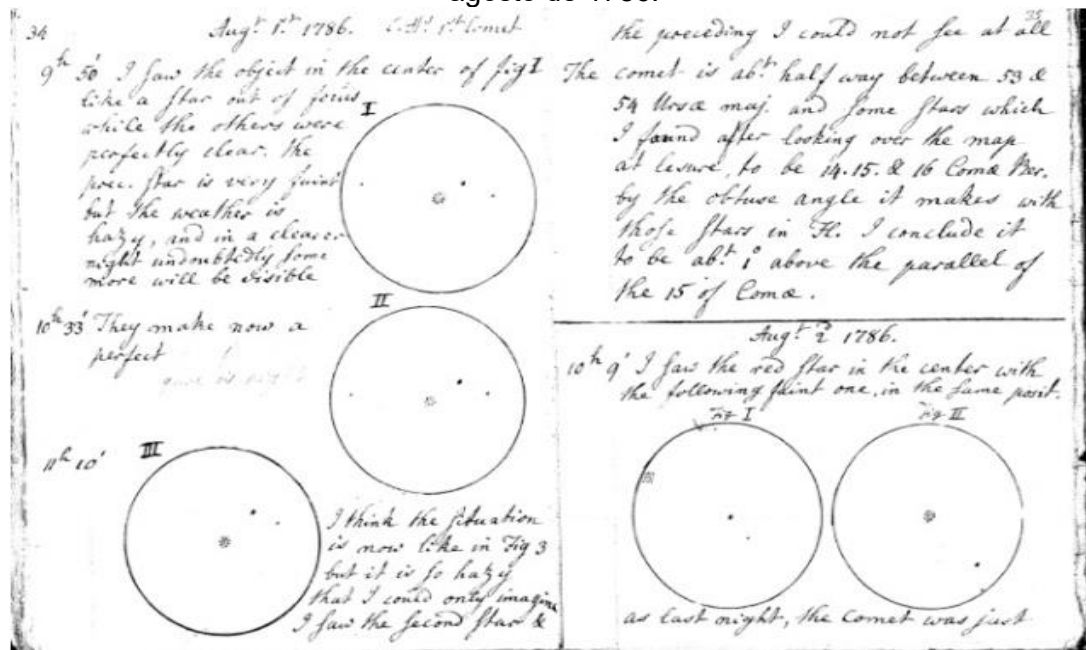 agosto de 1786.
34
Augt 1st 1786. C. H's 1st Comet
9h 50' I saw the object in the center of fig I
like a star out of focus
while the others were
perfectly clear. the
prec. star is very faint
but the weather is
hazy, and in a clearer
night undoubtedly some
more will be visible
I
II
10h 33' They make now a
perfect
III
11h 10'
I think the situation
is now like in Fig 3
but it is so hazy
that I could only imagine
I saw the second star &
35
the preceding I could not see at all
The comet is abt half way between 53 &
54 Ursæ maj. and some stars which
I found after looking over the map
at lesure, to be 14. 15. & 16 Comæ Ber.
by the obtuse angle it makes with
those stars in Fl. I conclude it
to be abt 1° above the parallel of
the 15 of Comæ.
Augt 2 1786.
10h 9' I saw the red star in the center with
the following faint one, in the same posit.
Fig I
Fig II
as last night, the Comet was just